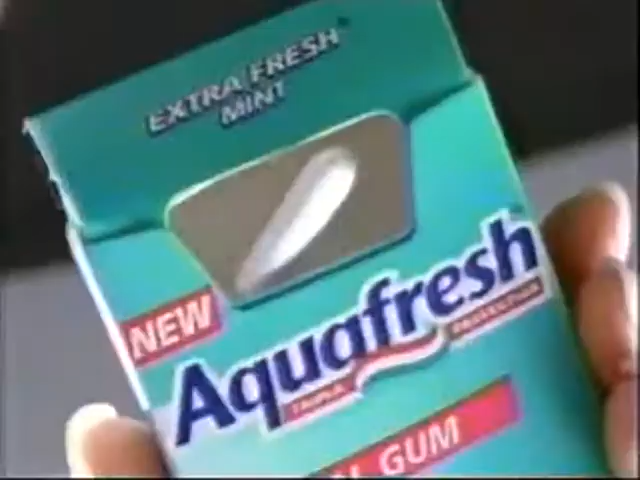 EXTRA FRESH
MINT
NEW
Aquafresh
TRIPLE PROTECTION
GUM